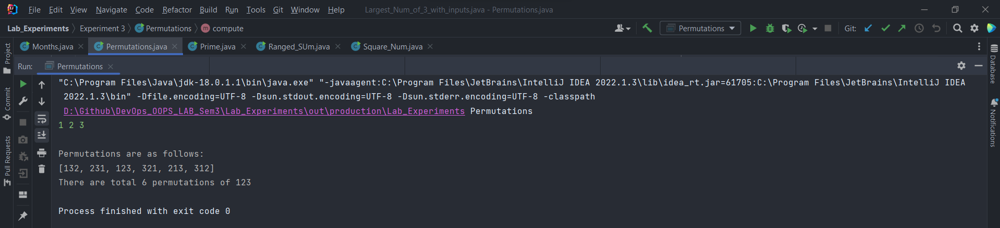 File Edit View Navigate Code Refactor Build Run Tools Git Window Help Largest_Num_of_3_with_inputs.java - Permutations.java
Lab_Experiments Experiment 3 Permutations compute Permutations Git:
Months.java Permutations.java Prime.java Ranged_SUm.java Square_Num.java
Run: Permutations
"C:\Program Files\Java\jdk-18.0.1.1\bin\java.exe" "-javaagent:C:\Program Files\JetBrains\IntelliJ IDEA 2022.1.3\lib\idea_rt.jar=61705:C:\Program Files\JetBrains\IntelliJ IDEA
2022.1.3\bin" -Dfile.encoding=UTF-8 -Dsun.stdout.encoding=UTF-8 -Dsun.stderr.encoding=UTF-8 -classpath
D:\Github\DevOps_OOPS_LAB_Sem3\Lab_Experiments\out\production\Lab_Experiments Permutations
1 2 3
Permutations are as follows:
[132, 231, 123, 321, 213, 312]
There are total 6 permutations of 123
Process finished with exit code 0
Project
Commit
Pull Requests
Database
Notifications